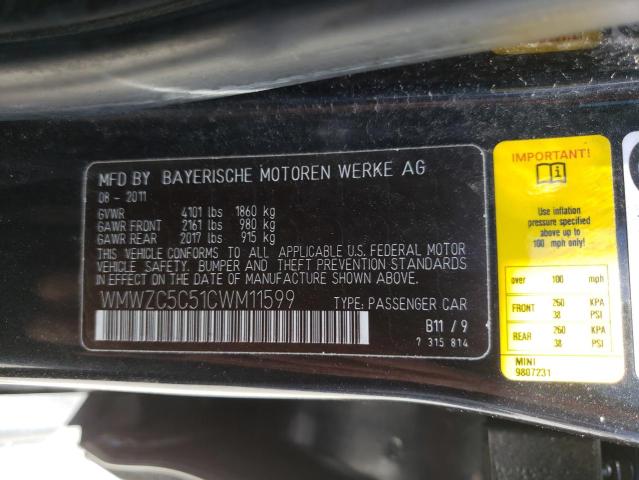 MFD BY BAYERISCHE MOTOREN WERKE AG
08 - 2011
GVWR 4101 lbs 1860 kg
GAWR FRONT 2161 lbs 980 kg
GAWR REAR 2017 lbs 915 kg
THIS VEHICLE CONFORMS TO ALL APPLICABLE U.S. FEDERAL MOTOR
VEHICLE SAFETY, BUMPER AND THEFT PREVENTION STANDARDS
IN EFFECT ON THE DATE OF MANUFACTURE SHOWN ABOVE.
WMWZC5C51CWM11599 TYPE: PASSENGER CAR
B11 / 9
7 315 814
IMPORTANT!
Use inflation
pressure specified
above up to
100 mph only!
over 100 mph
FRONT 260 KPA
38 PSI
REAR 260 KPA
38 PSI
MINI
9807231